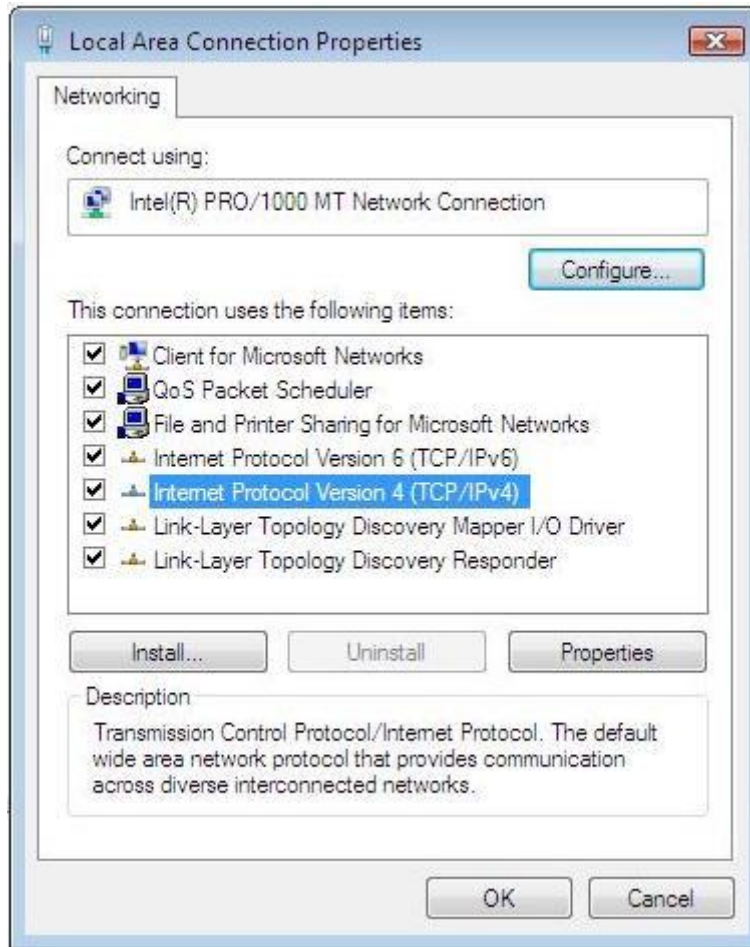 Local Area Connection Properties
Networking
Connect using:
Intel(R) PRO/1000 MT Network Connection
Configure...
This connection uses the following items:
Client for Microsoft Networks
QoS Packet Scheduler
File and Printer Sharing for Microsoft Networks
Internet Protocol Version 6 (TCP/IPv6)
Internet Protocol Version 4 (TCP/IPv4)
Link-Layer Topology Discovery Mapper I/O Driver
Link-Layer Topology Discovery Responder
Install...
Uninstall
Properties
Description
Transmission Control Protocol/Internet Protocol. The default
wide area network protocol that provides communication
across diverse interconnected networks.
OK
Cancel